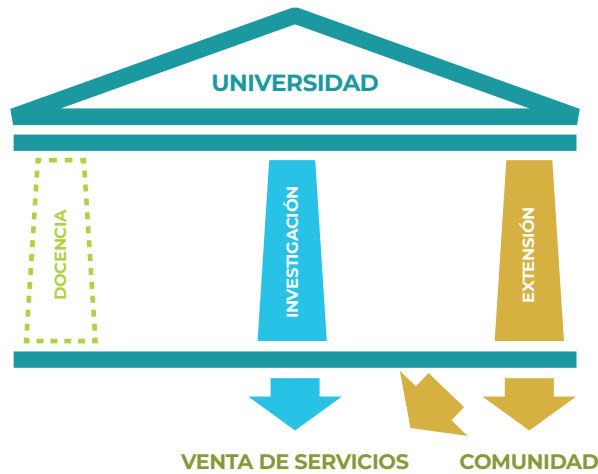 UNIVERSIDAD
DOCENCIA
INVESTIGACIÓN
EXTENSIÓN
VENTA DE SERVICIOS
COMUNIDAD